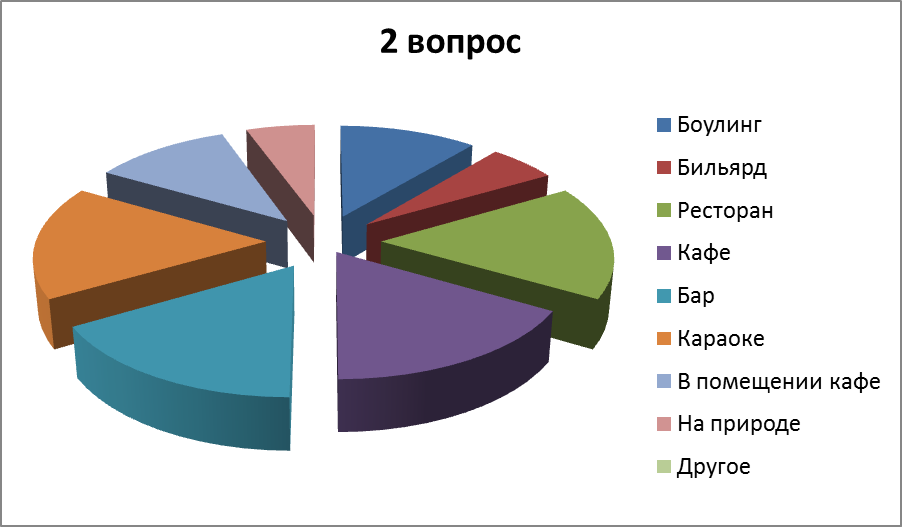 2 вопрос
Боулинг
Бильярд
Ресторан
Кафе
Бар
Караоке
В помещении кафе
На природе
Другое